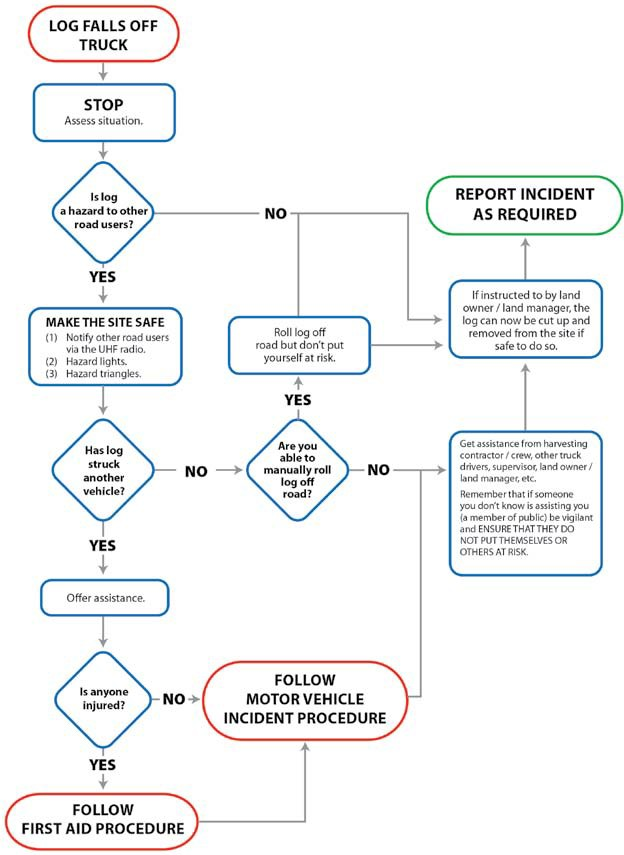 LOG FALLS OFF
TRUCK
STOP
Assess situation.
Is log
a hazard to other
road users?
NO
REPORT INCIDENT
AS REQUIRED
YES
MAKE THE SITE SAFE
(1) Notify other road users
via the UHF radio.
(2) Hazard lights.
(3) Hazard triangles.
Roll log off
road but don't put
yourself at risk.
If instructed to by land
owner / land manager, the
log can now be cut up and
removed from the site if
safe to do so.
YES
Has log
struck
another
vehicle?
NO
Are you
able to
manually roll
log off
road?
NO
Get assistance from harvesting
contractor / crew, other truck
drivers, supervisor, land owner /
land manager, etc.
Remember that if someone
you don't know is assisting you
(a member of public) be vigilant
and ENSURE THAT THEY DO
NOT PUT THEMSELVES OR
OTHERS AT RISK.
YES
Offer assistance.
Is anyone
injured?
NO
FOLLOW
MOTOR VEHICLE
INCIDENT PROCEDURE
YES
FOLLOW
FIRST AID PROCEDURE